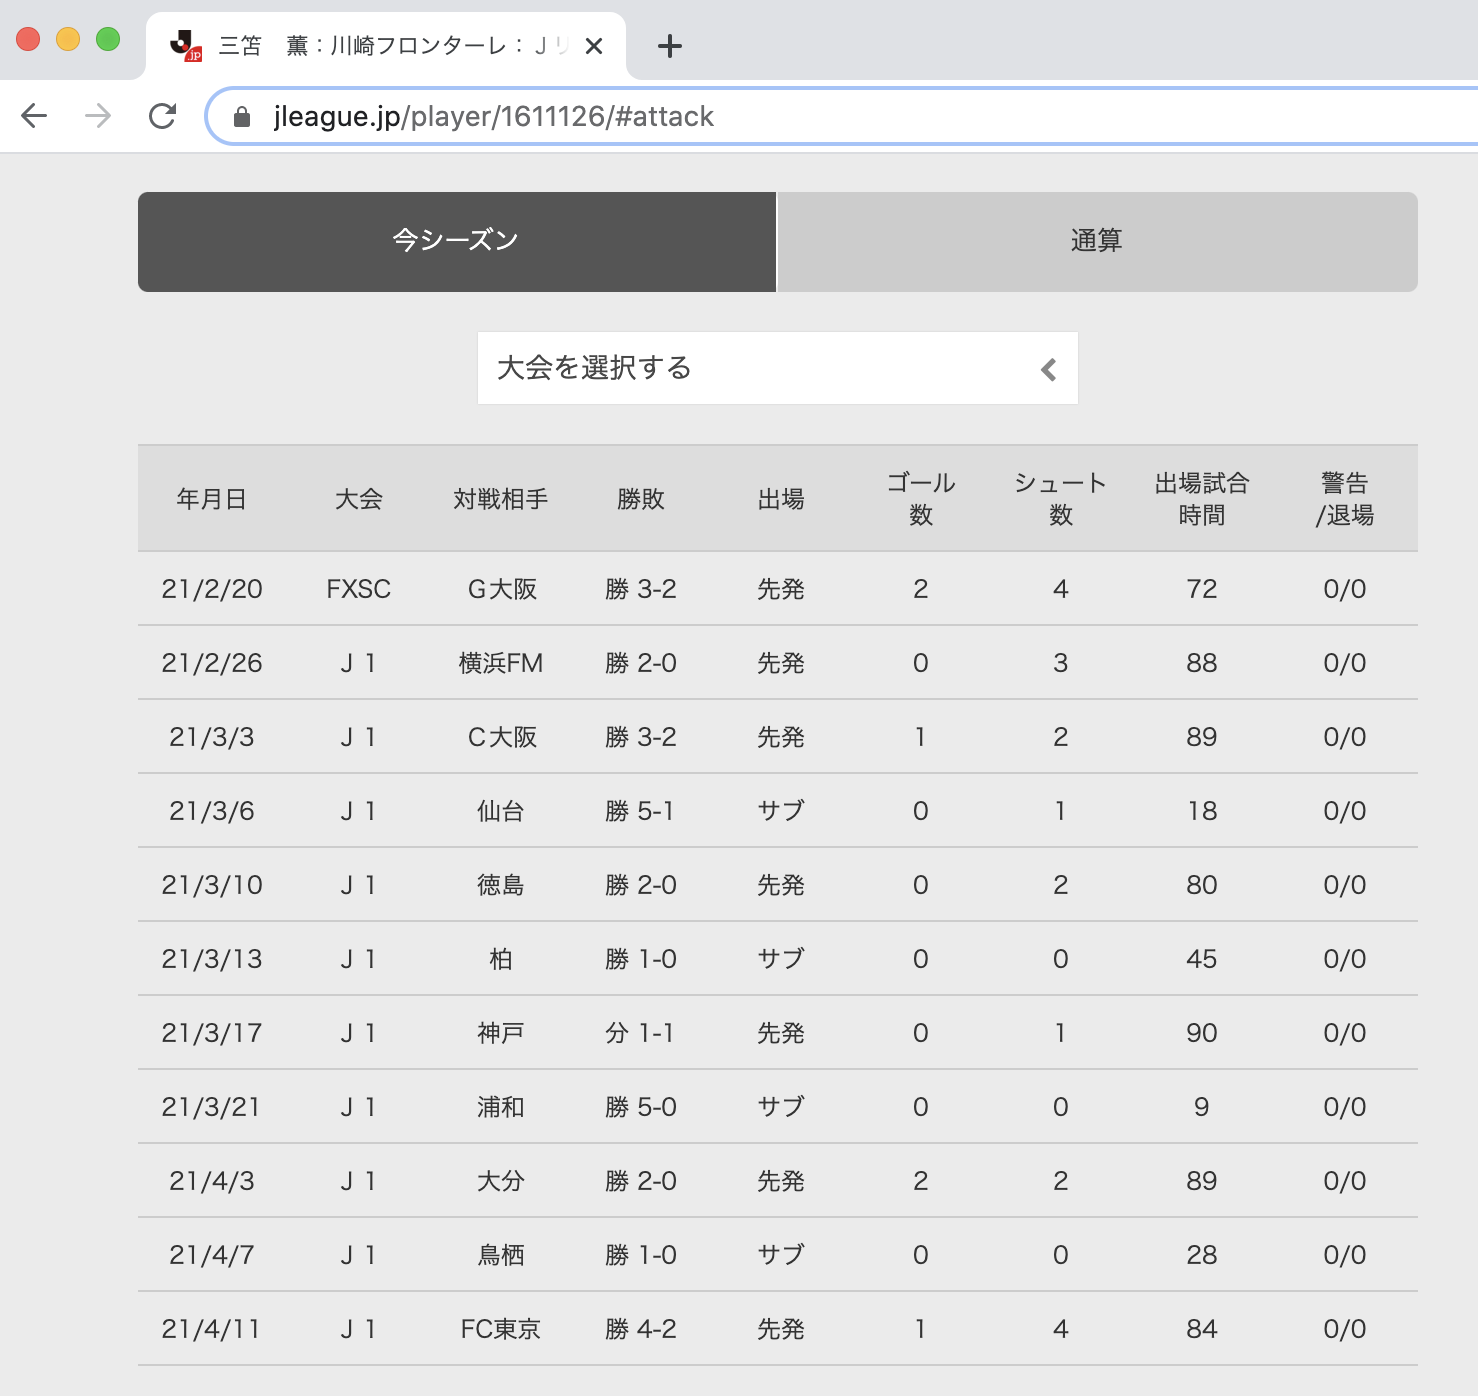 三笘　薫：川崎フロンターレ：Ｊリ
jleague.jp/player/1611126/#attack
今シーズン 通算
大会を選択する
年月日 大会 対戦相手 勝敗 出場 ゴール数 シュート数 出場試合時間 警告/退場
21/2/20 FXSC Ｇ大阪 勝 3-2 先発 2 4 72 0/0
21/2/26 Ｊ１ 横浜FM 勝 2-0 先発 0 3 88 0/0
21/3/3 Ｊ１ Ｃ大阪 勝 3-2 先発 1 2 89 0/0
21/3/6 Ｊ１ 仙台 勝 5-1 サブ 0 1 18 0/0
21/3/10 Ｊ１ 徳島 勝 2-0 先発 0 2 80 0/0
21/3/13 Ｊ１ 柏 勝 1-0 サブ 0 0 45 0/0
21/3/17 Ｊ１ 神戸 分 1-1 先発 0 1 90 0/0
21/3/21 Ｊ１ 浦和 勝 5-0 サブ 0 0 9 0/0
21/4/3 Ｊ１ 大分 勝 2-0 先発 2 2 89 0/0
21/4/7 Ｊ１ 鳥栖 勝 1-0 サブ 0 0 28 0/0
21/4/11 Ｊ１ FC東京 勝 4-2 先発 1 4 84 0/0